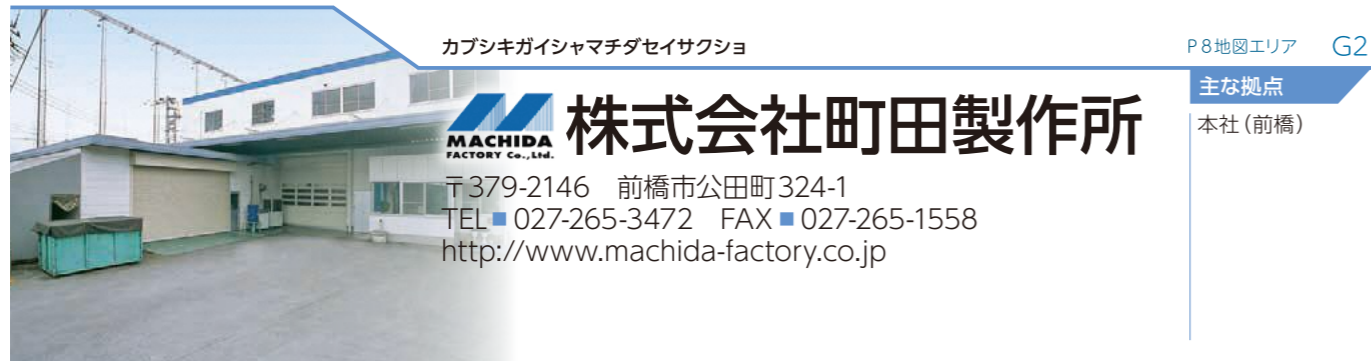 カブシキガイシャマチダセイサクショ
P8地図エリア G2
主な拠点
本社(前橋)
MACHIDA
FACTORY Co.,Ltd.
株式会社町田製作所
〒379-2146 前橋市公田町324-1
TEL■027-265-3472 FAX■027-265-1558
http://www.machida-factory.co.jp